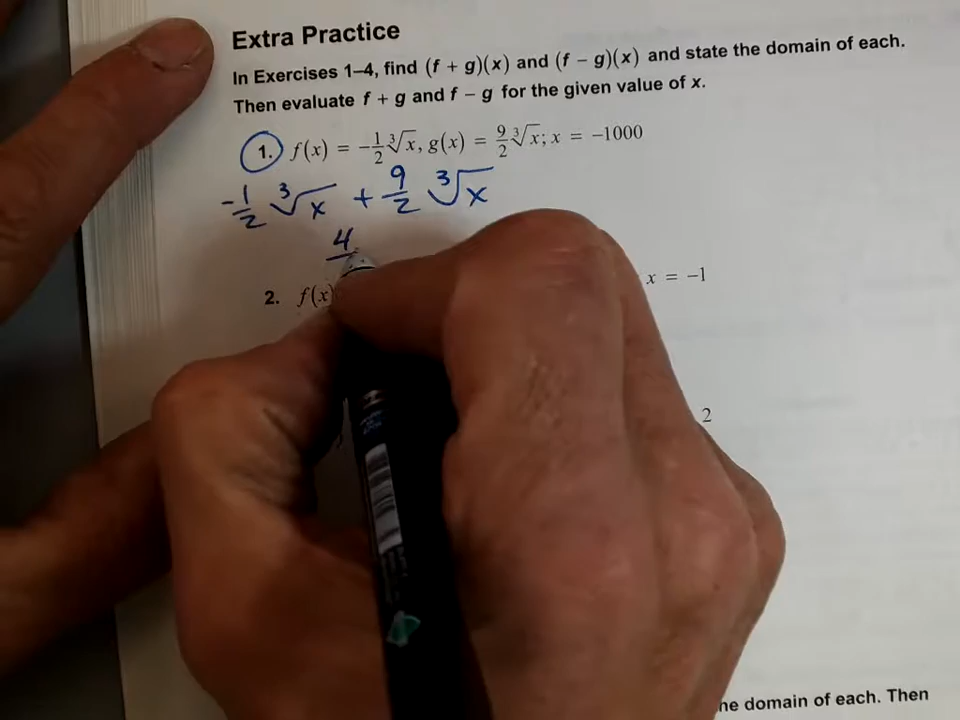 Extra Practice
In Exercises 1–4, find (f + g)(x) and (f − g)(x) and state the domain of each.
Then evaluate f + g and f − g for the given value of x.
1. f(x) = −1/2 ∛x, g(x) = 9/2 ∛x; x = −1000
-1/2 ∛x + 9/2 ∛x
4
2. f(x) x = −1
2
domain of each. Then